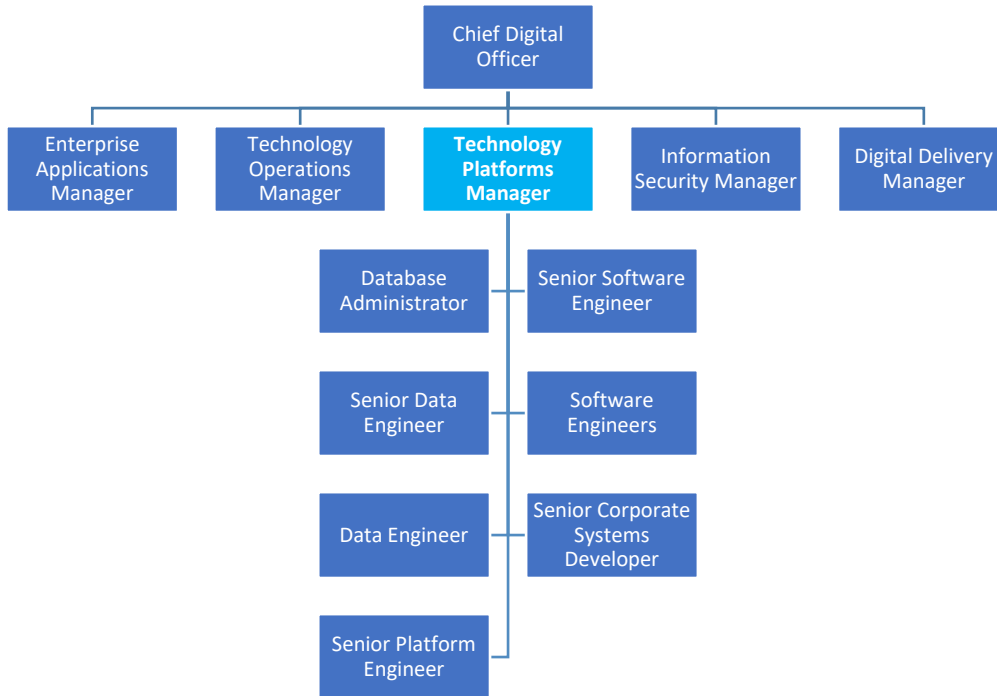 Chief Digital
Officer
Enterprise
Applications
Manager
Technology
Operations
Manager
Technology
Platforms
Manager
Information
Security Manager
Digital Delivery
Manager
Database
Administrator
Senior Software
Engineer
Senior Data
Engineer
Software
Engineers
Data Engineer
Senior Corporate
Systems
Developer
Senior Platform
Engineer